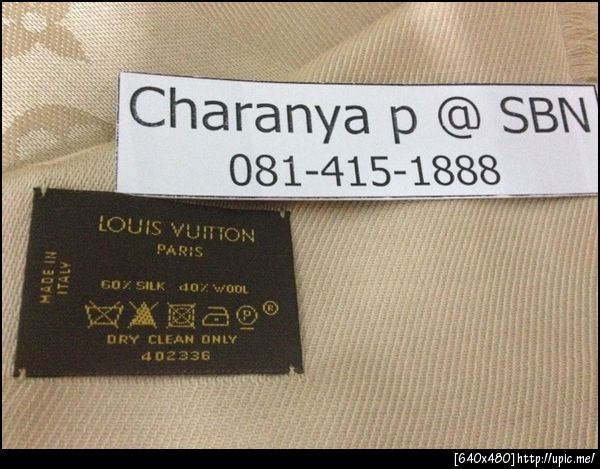 Charanya p @ SBN
081-415-1888
LOUIS VUITTON
PARIS
MADE IN
ITALY
60% SILK 40% WOOL
P ®
DRY CLEAN ONLY
402336
[640x480] http://upic.me/